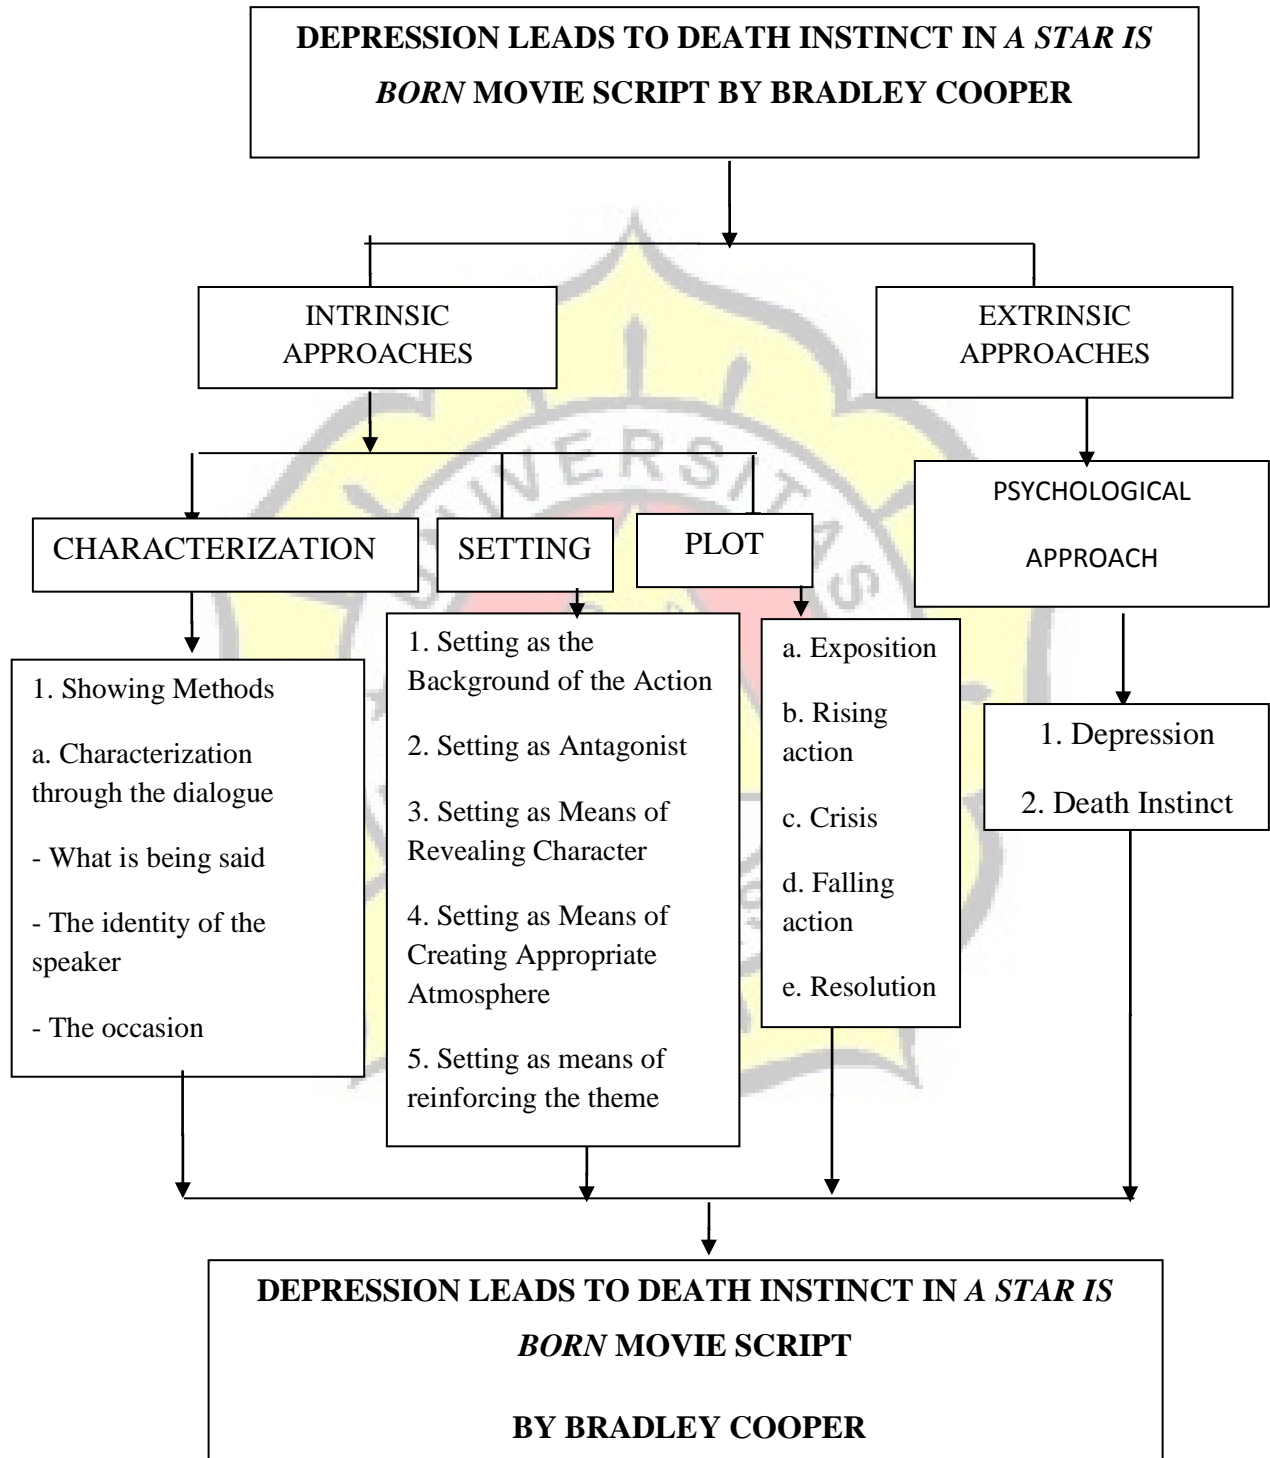 DEPRESSION LEADS TO DEATH INSTINCT IN A STAR IS
BORN MOVIE SCRIPT BY BRADLEY COOPER
INTRINSIC
APPROACHES
EXTRINSIC
APPROACHES
UNIVERSITAS
CHARACTERIZATION
SETTING
PLOT
PSYCHOLOGICAL
APPROACH
1. Showing Methods
a. Characterization
through the dialogue
- What is being said
- The identity of the
speaker
- The occasion
1. Setting as the
Background of the Action
2. Setting as Antagonist
3. Setting as Means of
Revealing Character
4. Setting as Means of
Creating Appropriate
Atmosphere
5. Setting as means of
reinforcing the theme
a. Exposition
b. Rising
action
c. Crisis
d. Falling
action
e. Resolution
1. Depression
2. Death Instinct
DEPRESSION LEADS TO DEATH INSTINCT IN A STAR IS
BORN MOVIE SCRIPT
BY BRADLEY COOPER